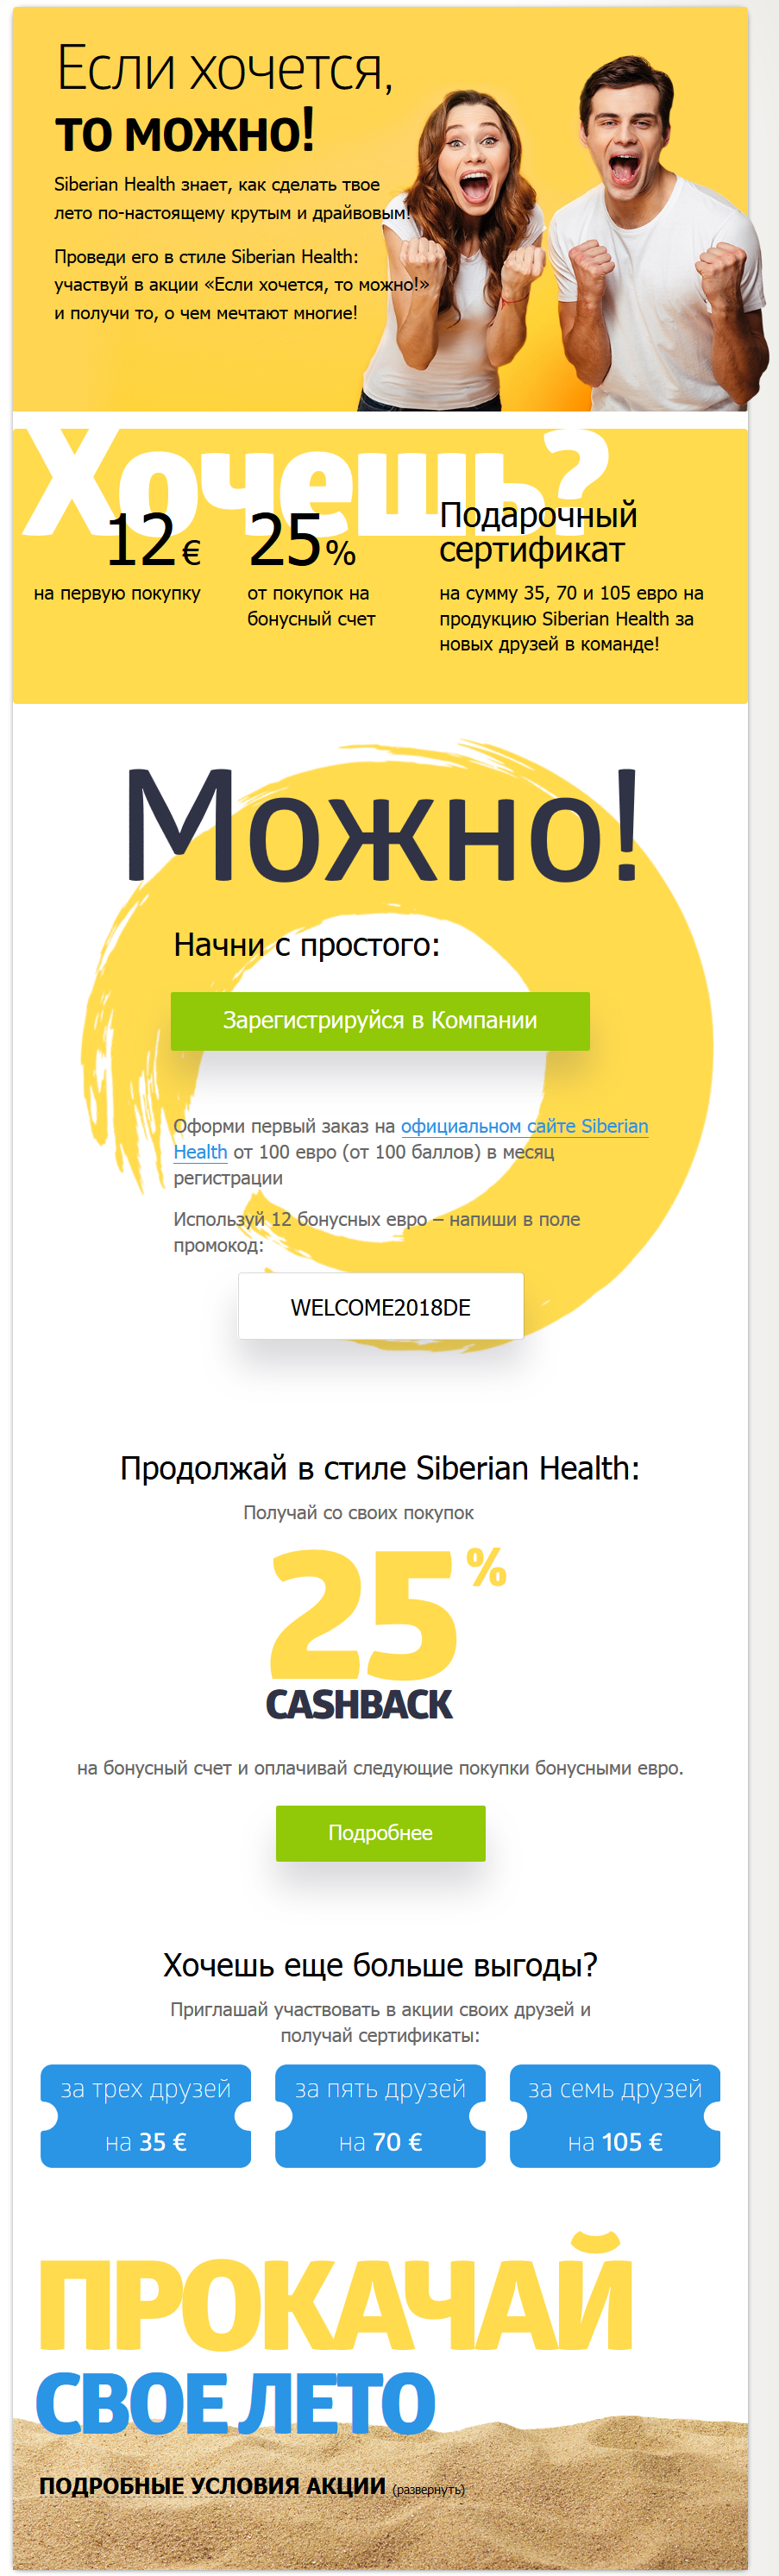 Если хочется,
то можно!
Siberian Health знает, как сделать твое
лето по-настоящему крутым и драйвовым!
Проведи его в стиле Siberian Health:
участвуй в акции «Если хочется, то можно!»
и получи то, о чем мечтают многие!
Хочешь?
12 €
на первую покупку
25 %
от покупок на
бонусный счет
Подарочный
сертификат
на сумму 35, 70 и 105 евро на
продукцию Siberian Health за
новых друзей в команде!
Можно!
Начни с простого:
Зарегистрируйся в Компании
Оформи первый заказ на официальном сайте Siberian
Health от 100 евро (от 100 баллов) в месяц
регистрации
Используй 12 бонусных евро – напиши в поле
промокод:
WELCOME2018DE
Продолжай в стиле Siberian Health:
Получай со своих покупок
25 %
CASHBACK
на бонусный счет и оплачивай следующие покупки бонусными евро.
Подробнее
Хочешь еще больше выгоды?
Приглашай участвовать в акции своих друзей и
получай сертификаты:
за трех друзей
на 35 €
за пять друзей
на 70 €
за семь друзей
на 105 €
ПРОКАЧАЙ
СВОЕ ЛЕТО
ПОДРОБНЫЕ УСЛОВИЯ АКЦИИ (развернуть)